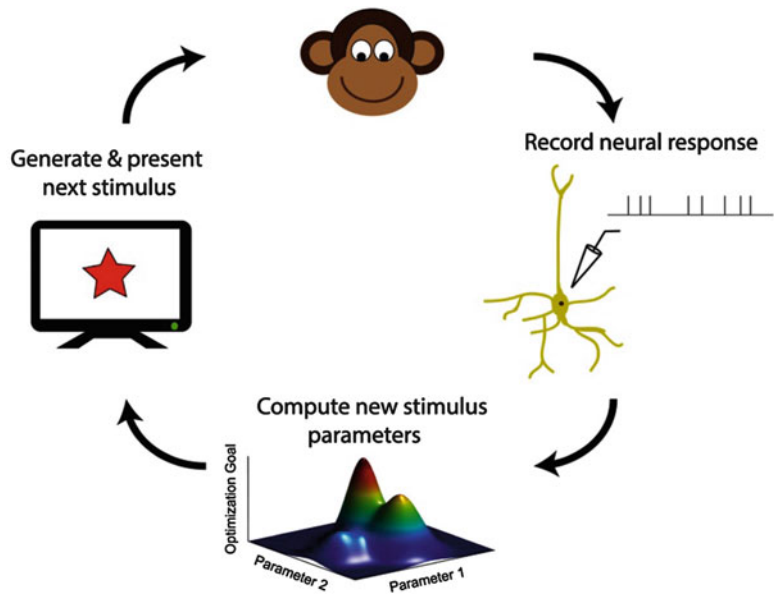 Record neural response
Generate & present
next stimulus
Compute new stimulus
parameters
Optimization Goal
Parameter 2
Parameter 1